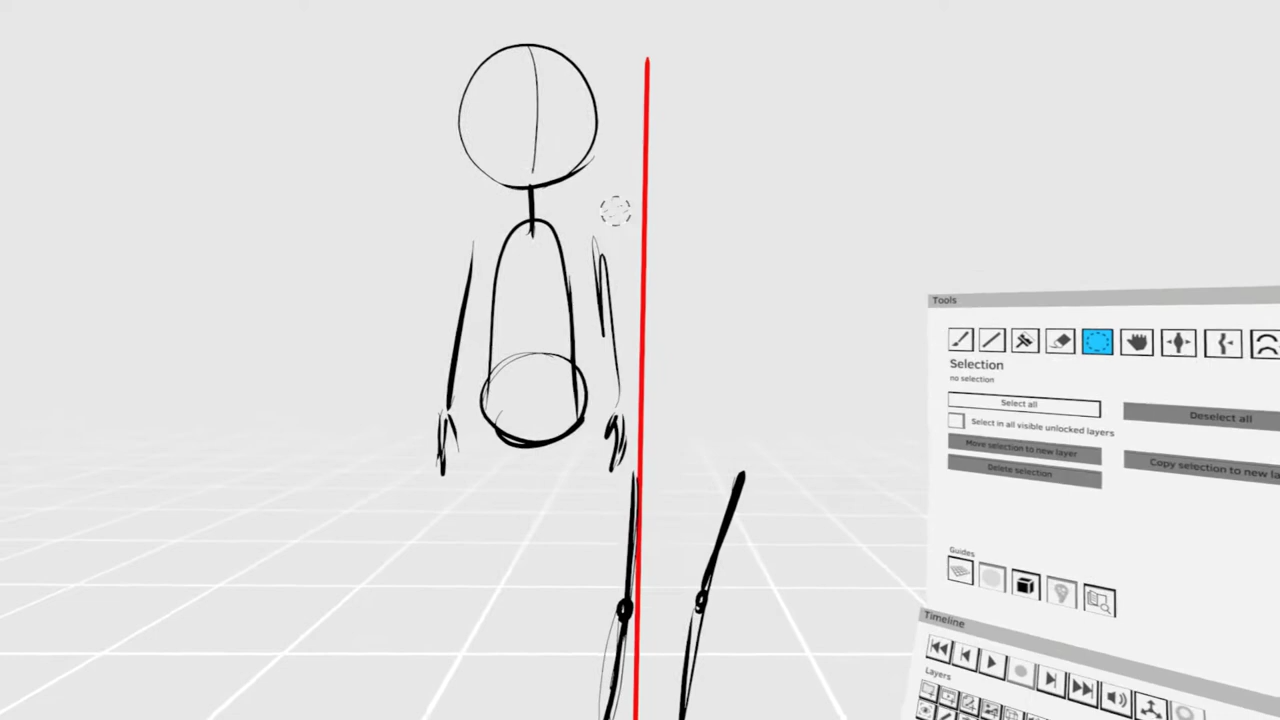 Tools
Selection
no selection
Select all
Deselect all
Select in all visible unlocked layers
Move selection to new layer
Copy selection to new la
Delete selection
Guides
Timeline
Layers